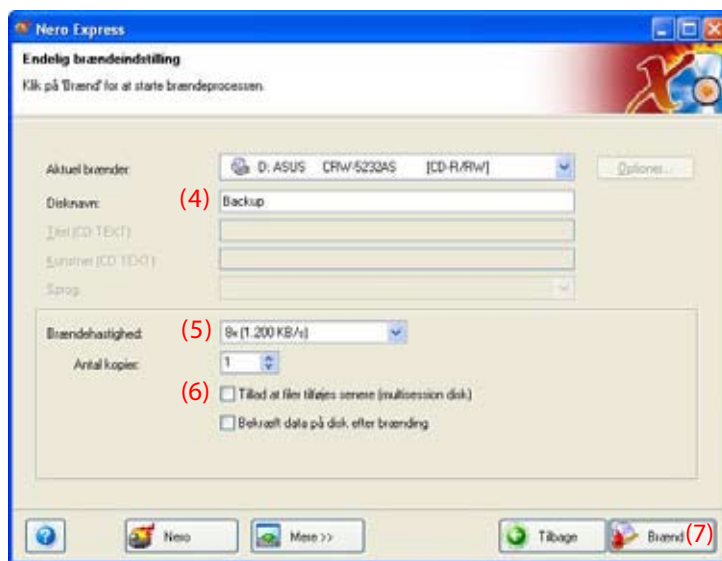 Nero Express
Endelig brændeindstilling
Klik på 'Brænd' for at starte brændeprocessen.
Aktuel brænder: D: ASUS CRW-5232AS [CD-R/RW] Optioner...
Disknavn: (4) Backup
Titel (CD TEXT):
Kunstner (CD TEXT):
Sprog:
Brændehastighed: (5) 8x (1.200 KB/s)
Antal kopier: 1
(6) Tillad at filer tilføjes senere (multisession disk)
Bekræft data på disk efter brænding
? Nero Mere >> Tilbage Brænd (7)